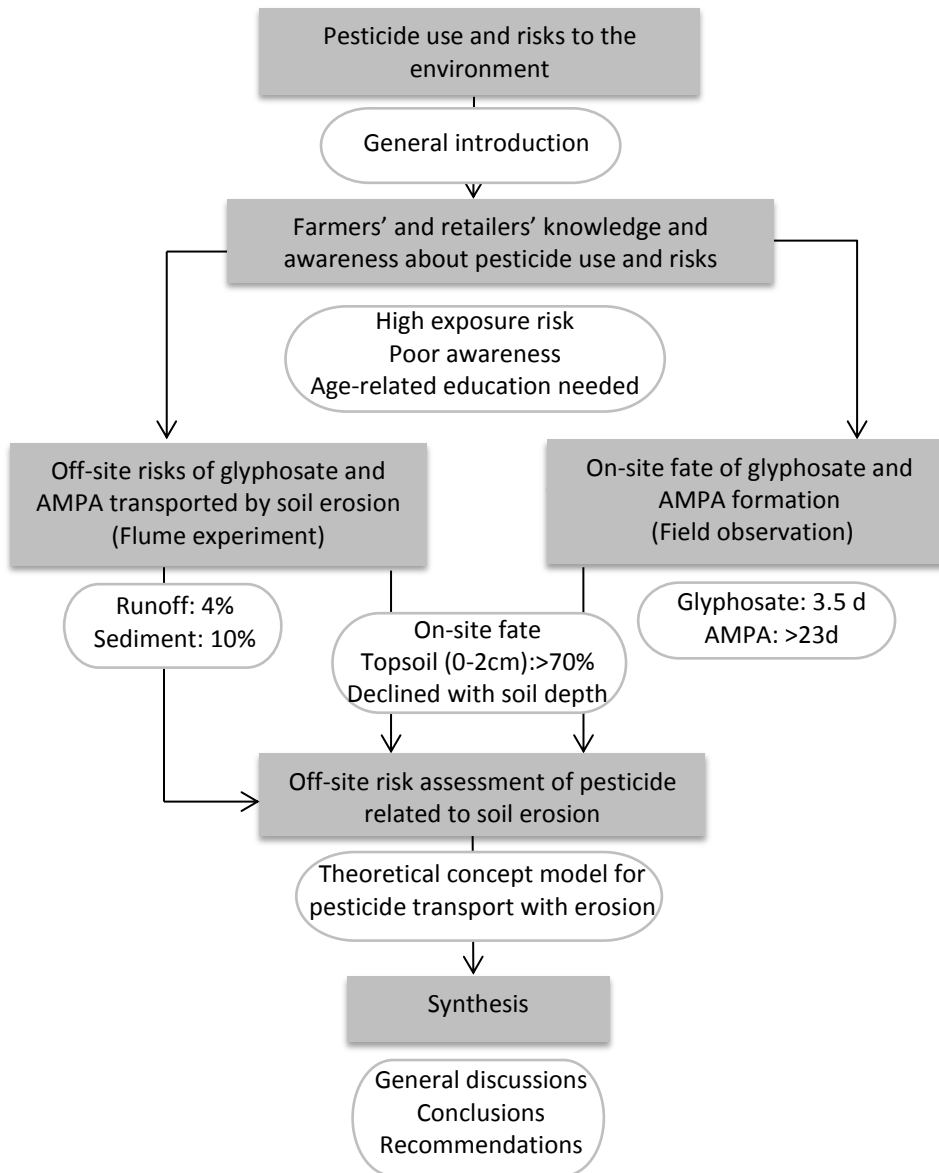 Pesticide use and risks to the
environment
General introduction
Farmers’ and retailers’ knowledge and
awareness about pesticide use and risks
High exposure risk
Poor awareness
Age-related education needed
Off-site risks of glyphosate and
AMPA transported by soil erosion
(Flume experiment)
On-site fate of glyphosate and
AMPA formation
(Field observation)
Runoff: 4%
Sediment: 10%
On-site fate
Topsoil (0-2cm):>70%
Declined with soil depth
Glyphosate: 3.5 d
AMPA: >23d
Off-site risk assessment of pesticide
related to soil erosion
Theoretical concept model for
pesticide transport with erosion
Synthesis
General discussions
Conclusions
Recommendations